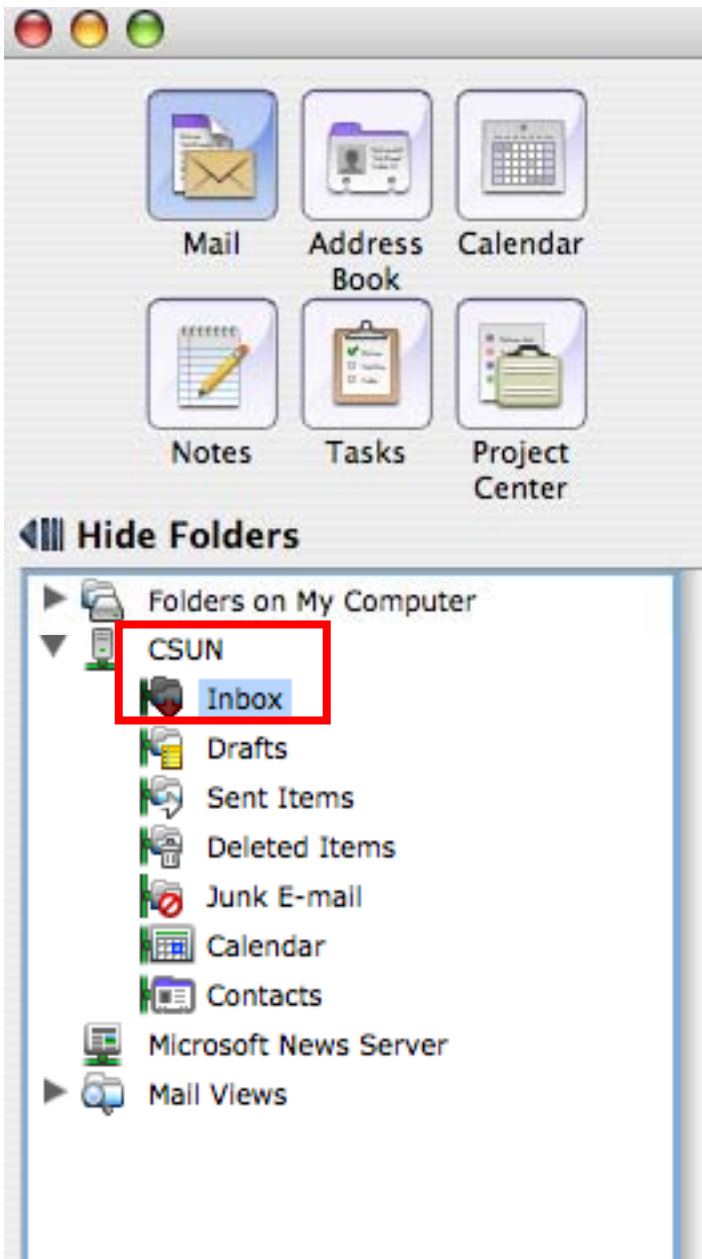 Mail
Address
Book
Calendar
Notes
Tasks
Project
Center
Hide Folders
Folders on My Computer
CSUN
Inbox
Drafts
Sent Items
Deleted Items
Junk E-mail
Calendar
Contacts
Microsoft News Server
Mail Views